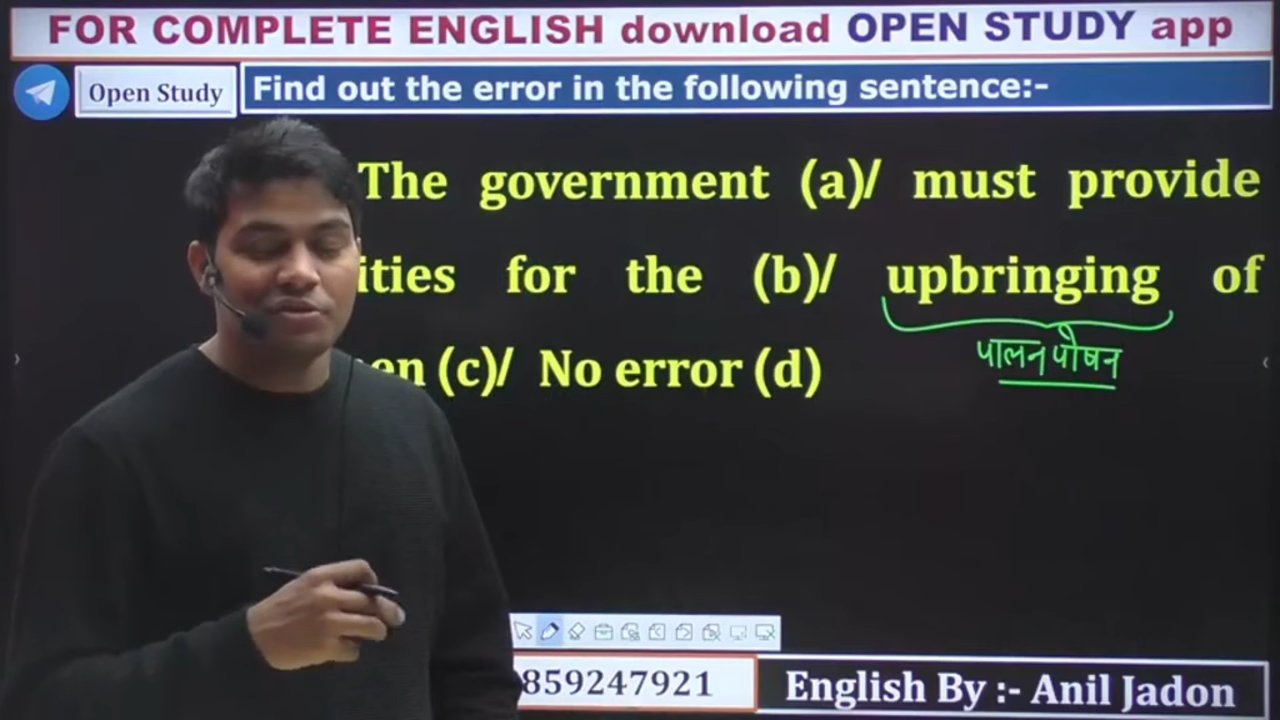 FOR COMPLETE ENGLISH download OPEN STUDY app
Open Study
Find out the error in the following sentence:-
The government (a)/ must provide
ities for the (b)/ upbringing of
पालन पोषन
en (c)/ No error (d)
859247921
English By :- Anil Jadon